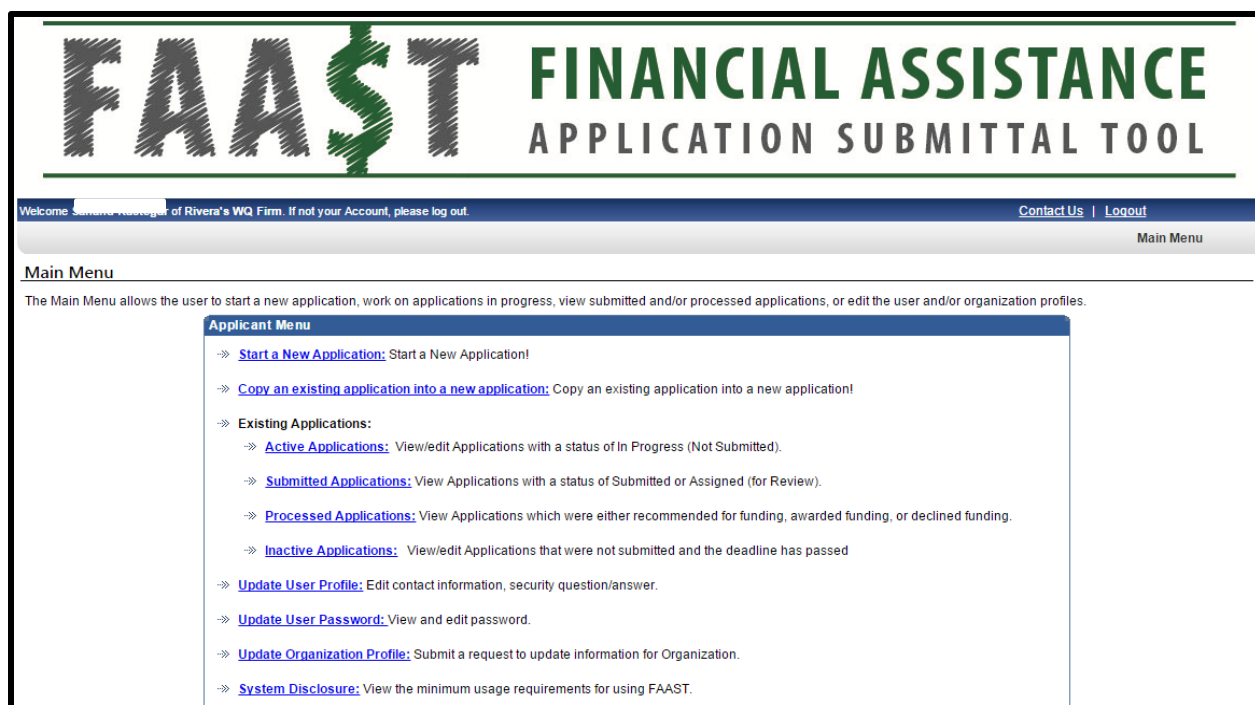 FAA$T
FINANCIAL ASSISTANCE
APPLICATION SUBMITTAL TOOL
Welcome of Rivera's WQ Firm. If not your Account, please log out.
Contact Us | Logout
Main Menu
Main Menu
The Main Menu allows the user to start a new application, work on applications in progress, view submitted and/or processed applications, or edit the user and/or organization profiles.
Applicant Menu
Start a New Application: Start a New Application!
Copy an existing application into a new application: Copy an existing application into a new application!
Existing Applications:
Active Applications: View/edit Applications with a status of In Progress (Not Submitted).
Submitted Applications: View Applications with a status of Submitted or Assigned (for Review).
Processed Applications: View Applications which were either recommended for funding, awarded funding, or declined funding.
Inactive Applications: View/edit Applications that were not submitted and the deadline has passed
Update User Profile: Edit contact information, security question/answer.
Update User Password: View and edit password.
Update Organization Profile: Submit a request to update information for Organization.
System Disclosure: View the minimum usage requirements for using FAAST.